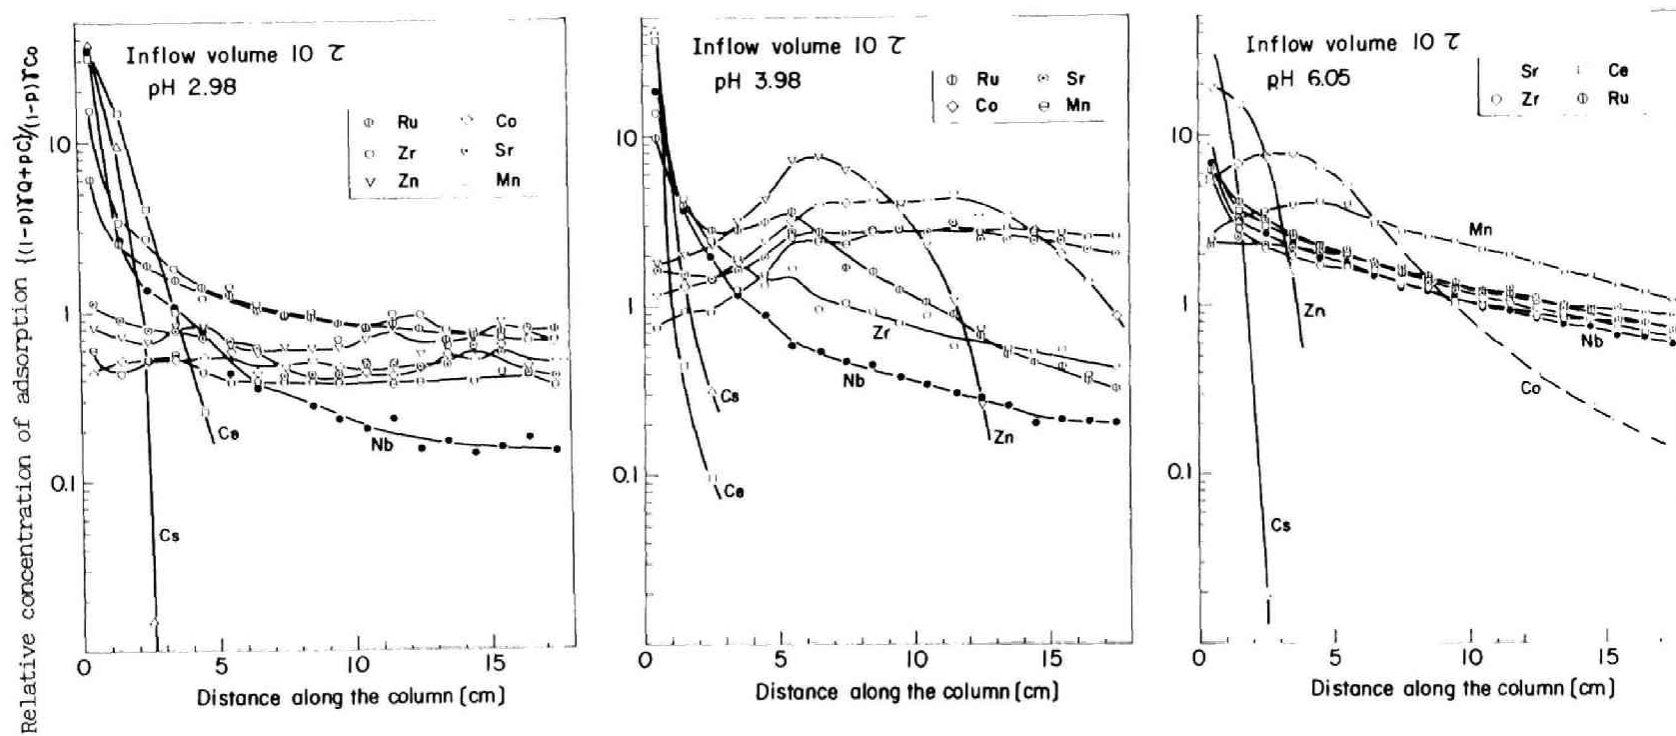 Relative concentration of adsorption {(1-p)γQ+pC}/(1-p)γCo
Inflow volume 10 τ
pH 2.98
Ru Co
Zr Sr
Zn Mn
10
1
0.1
Ce
Nb
Cs
0 5 10 15
Distance along the column (cm)
Inflow volume 10 τ
pH 3.98
Ru Sr
Co Mn
10
1
0.1
Zr
Nb
Cs
Zn
Ce
0 5 10 15
Distance along the column (cm)
Inflow volume 10 τ
pH 6.05
Sr Ce
Zr Ru
10
1
0.1
Mn
Zn
Nb
Co
Cs
0 5 10 15
Distance along the column (cm)